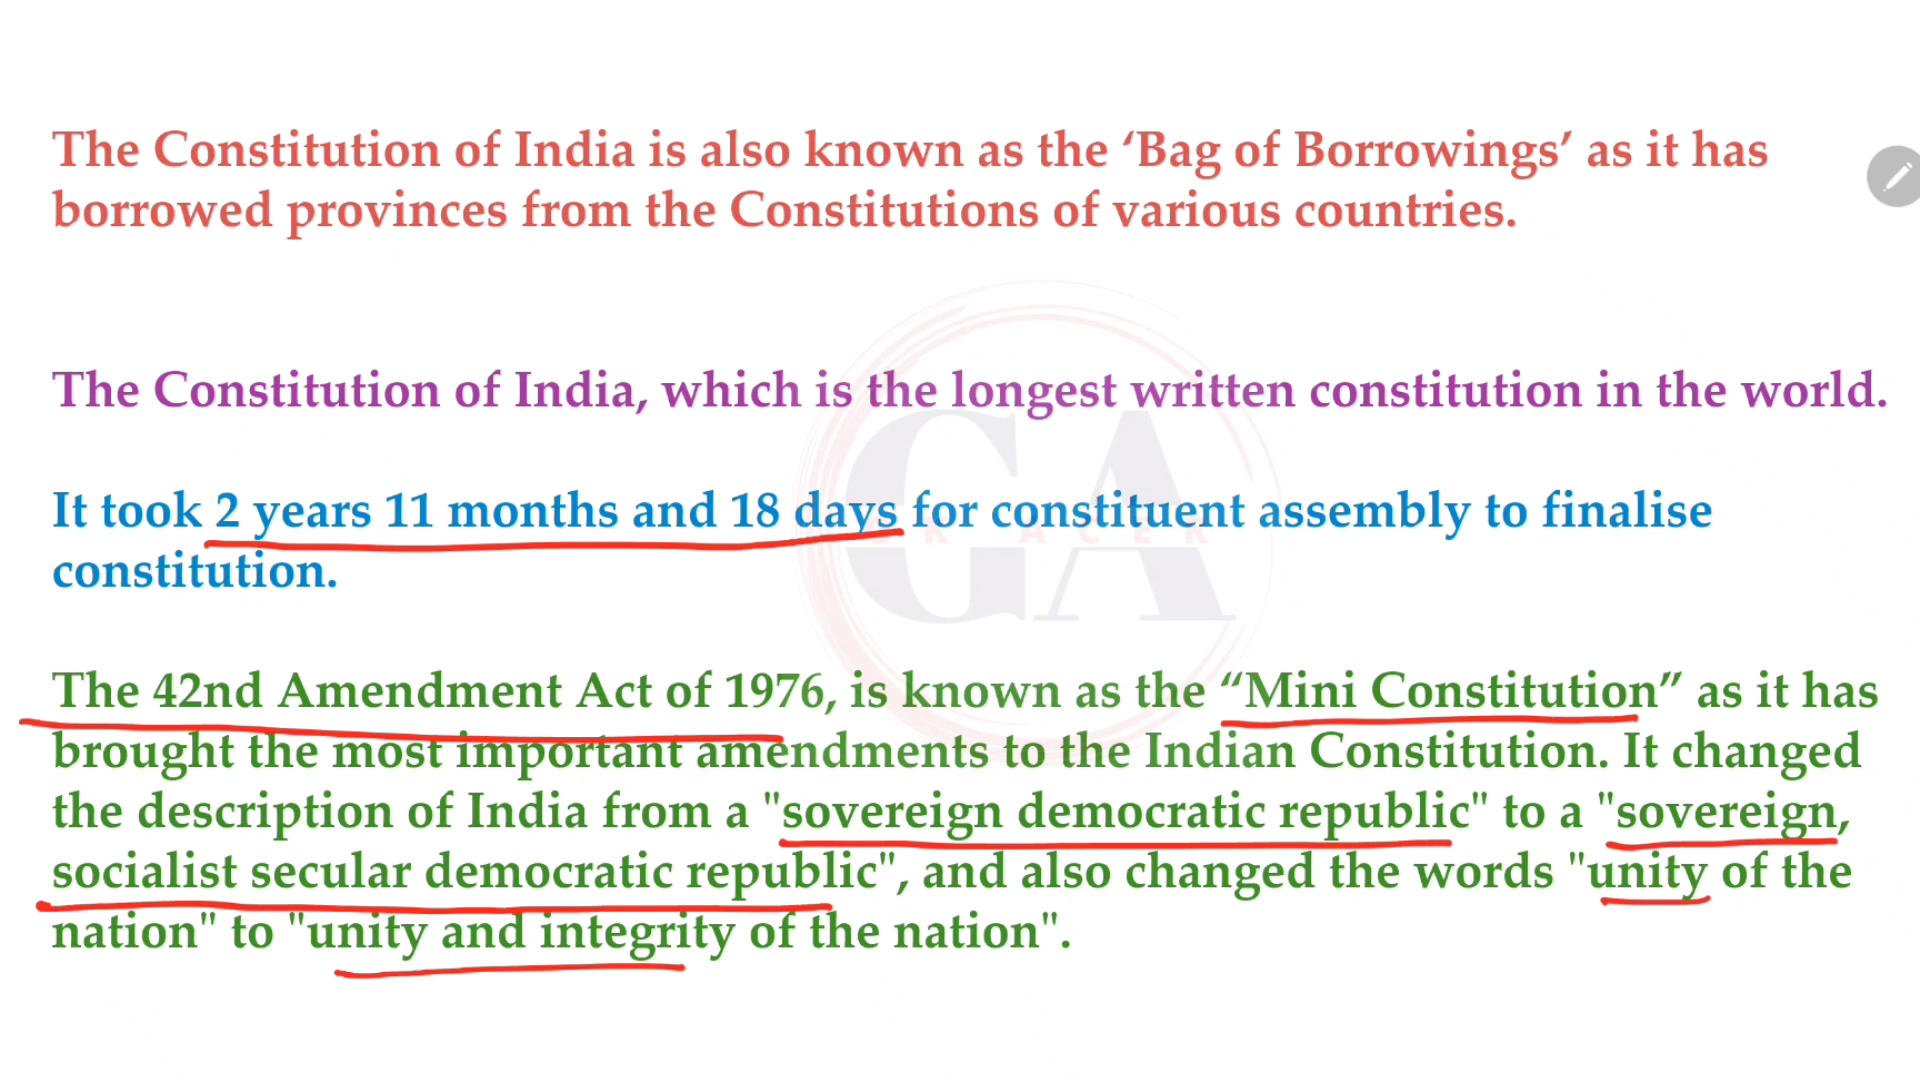 The Constitution of India is also known as the ‘Bag of Borrowings’ as it has
borrowed provinces from the Constitutions of various countries.
The Constitution of India, which is the longest written constitution in the world.
It took 2 years 11 months and 18 days for constituent assembly to finalise
constitution.
The 42nd Amendment Act of 1976, is known as the “Mini Constitution” as it has
brought the most important amendments to the Indian Constitution. It changed
the description of India from a "sovereign democratic republic" to a "sovereign,
socialist secular democratic republic", and also changed the words "unity of the
nation" to "unity and integrity of the nation".
GA